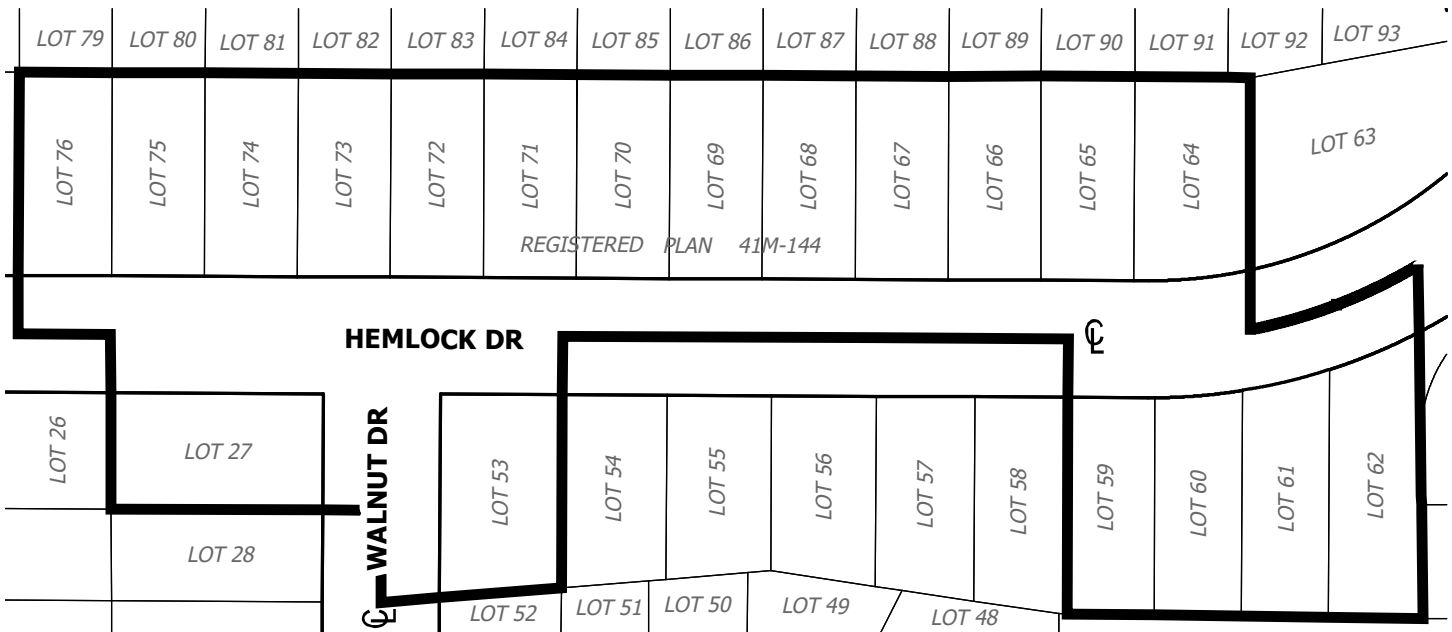 LOT 79 LOT 80 LOT 81 LOT 82 LOT 83 LOT 84 LOT 85 LOT 86 LOT 87 LOT 88 LOT 89 LOT 90 LOT 91 LOT 92 LOT 93
LOT 76 LOT 75 LOT 74 LOT 73 LOT 72 LOT 71 LOT 70 LOT 69 LOT 68 LOT 67 LOT 66 LOT 65 LOT 64 LOT 63
REGISTERED PLAN 41M-144
HEMLOCK DR ℄
LOT 26 LOT 27 WALNUT DR LOT 53 LOT 54 LOT 55 LOT 56 LOT 57 LOT 58 LOT 59 LOT 60 LOT 61 LOT 62
LOT 28
℄ LOT 52 LOT 51 LOT 50 LOT 49 LOT 48